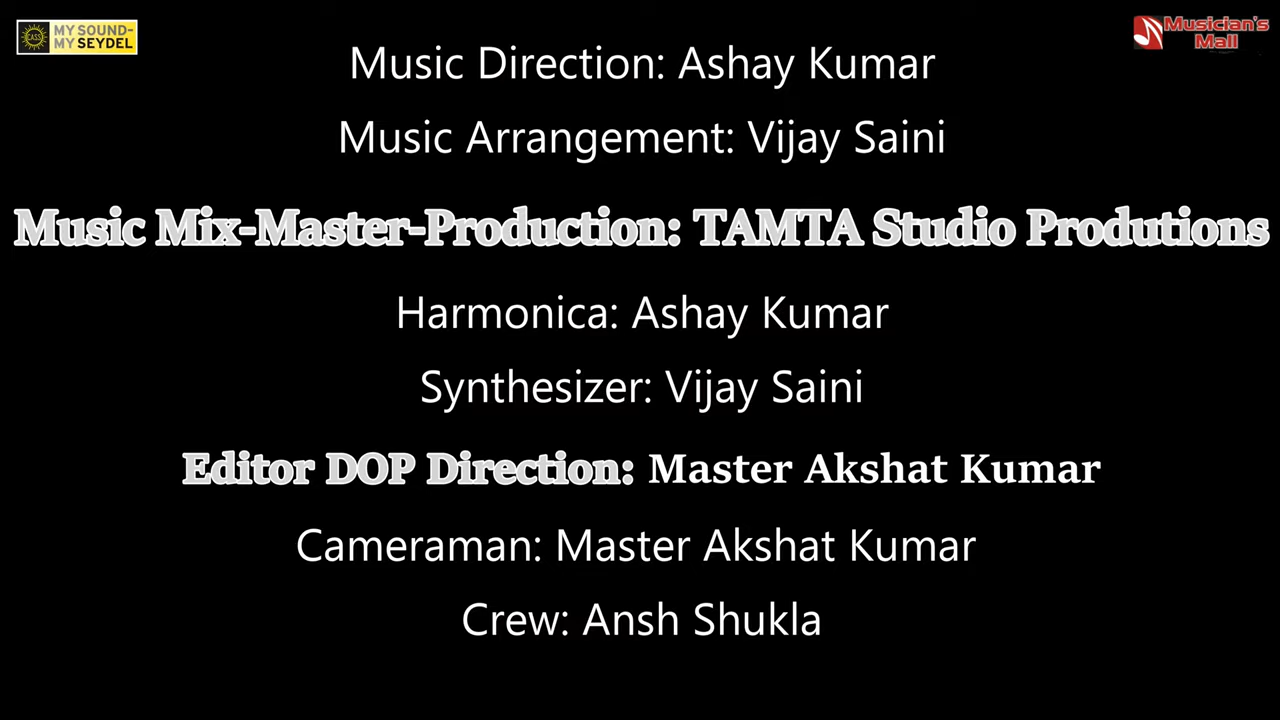 CASS
MY SOUND-
MY SEYDEL
Musician's
Mall
Music Direction: Ashay Kumar
Music Arrangement: Vijay Saini
Music Mix-Master-Production: TAMTA Studio Produtions
Harmonica: Ashay Kumar
Synthesizer: Vijay Saini
Editor DOP Direction: Master Akshat Kumar
Cameraman: Master Akshat Kumar
Crew: Ansh Shukla